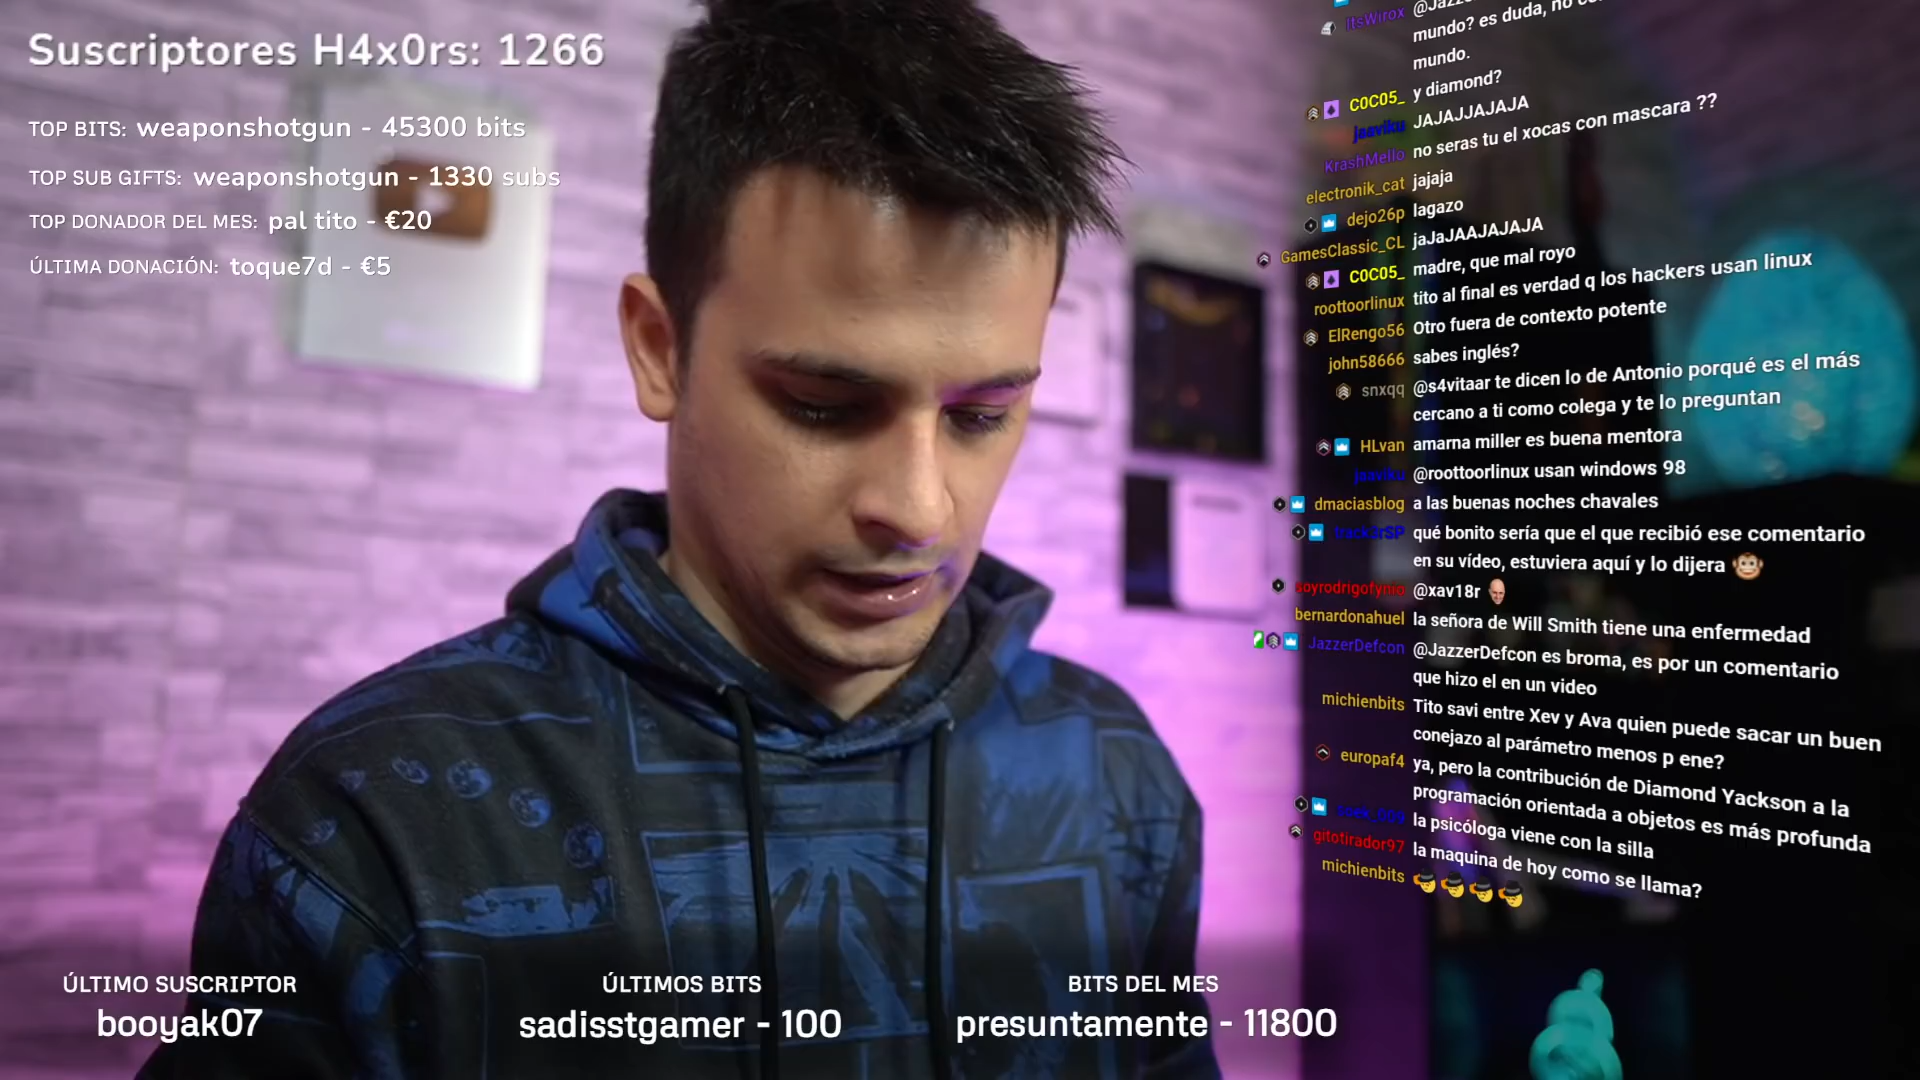 Suscriptores H4x0rs: 1266
TOP BITS: weaponshotgun - 45300 bits
TOP SUB GIFTS: weaponshotgun - 1330 subs
TOP DONADOR DEL MES: pal tito - €20
ÚLTIMA DONACIÓN: toque7d - €5
ItsWirox
mundo? es duda, no
mundo.
C0C05_ y diamond?
jaaviku JAJAJJAJAJA
KrashMello no seras tu el xocas con mascara ??
electronik_cat jajaja
dejo26p lagazo
GamesClassic_CL jaJaJAAJAJAJA
C0C05_ madre, que mal royo
roottoorlinux tito al final es verdad q los hackers usan linux
ElRengo56 Otro fuera de contexto potente
john58666 sabes inglés?
snxqq @s4vitaar te dicen lo de Antonio porqué es el más
cercano a ti como colega y te lo preguntan
HLvan amarna miller es buena mentora
jaaviku @roottoorlinux usan windows 98
dmaciasblog a las buenas noches chavales
track3rSP qué bonito sería que el que recibió ese comentario
en su vídeo, estuviera aquí y lo dijera
@xav18r
bernardonahuel la señora de Will Smith tiene una enfermedad
JazzerDefcon @JazzerDefcon es broma, es por un comentario
que hizo el en un video
michienbits Tito savi entre Xev y Ava quien puede sacar un buen
conejazo al parámetro menos p ene?
europaf4 ya, pero la contribución de Diamond Yackson a la
programación orientada a objetos es más profunda
la psicóloga viene con la silla
gitotirador97 la maquina de hoy como se llama?
michienbits
ÚLTIMO SUSCRIPTOR
booyak07
ÚLTIMOS BITS
sadisstgamer - 100
BITS DEL MES
presuntamente - 11800